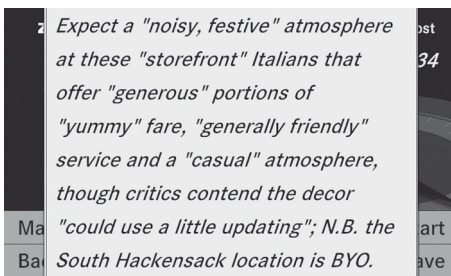 Expect a "noisy, festive" atmosphere
at these "storefront" Italians that
offer "generous" portions of
"yummy" fare, "generally friendly"
service and a "casual" atmosphere,
though critics contend the decor
"could use a little updating"; N.B. the
South Hackensack location is BYO.
34